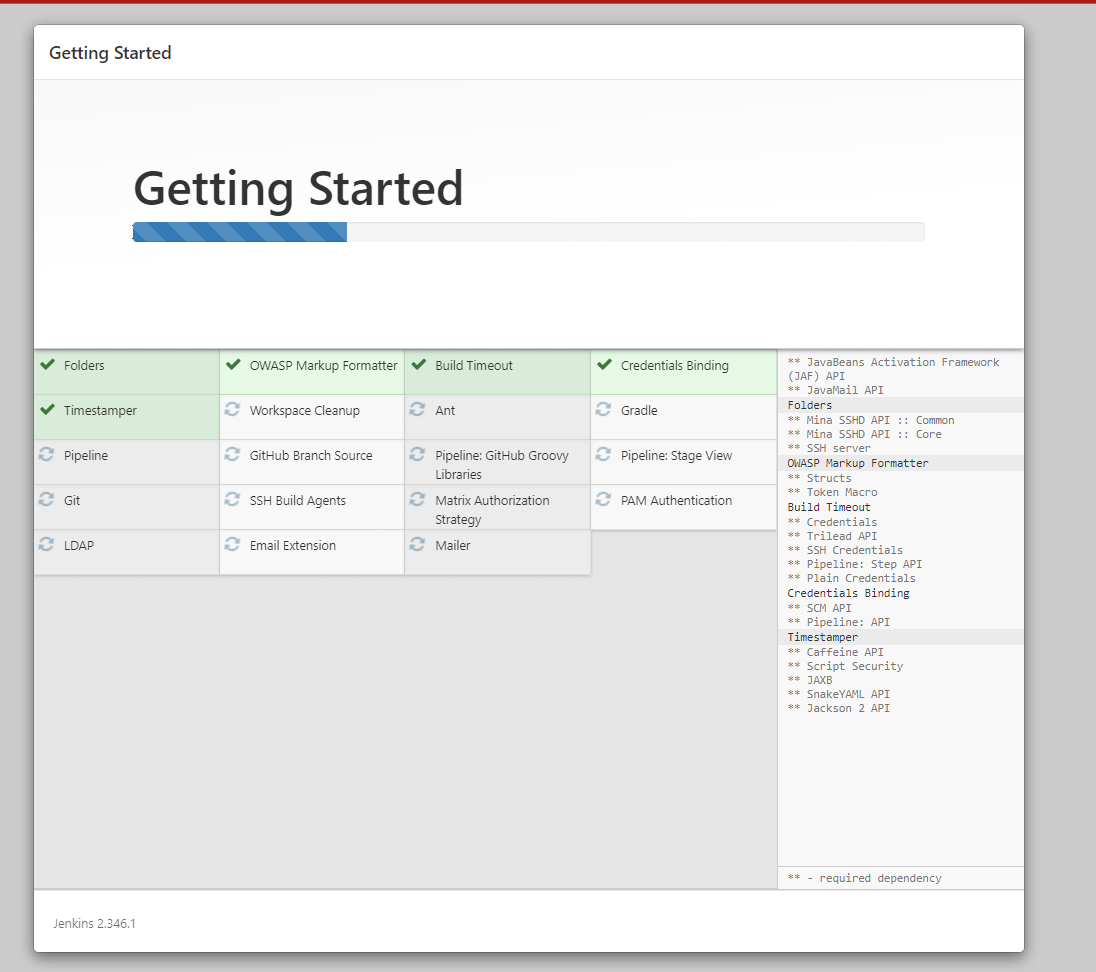 Getting Started
Getting Started
Folders
OWASP Markup Formatter
Build Timeout
Credentials Binding
Timestamper
Workspace Cleanup
Ant
Gradle
Pipeline
GitHub Branch Source
Pipeline: GitHub Groovy
Libraries
Pipeline: Stage View
Git
SSH Build Agents
Matrix Authorization
Strategy
PAM Authentication
LDAP
Email Extension
Mailer
** JavaBeans Activation Framework
(JAF) API
** JavaMail API
Folders
** Mina SSHD API :: Common
** Mina SSHD API :: Core
** SSH server
OWASP Markup Formatter
** Structs
** Token Macro
Build Timeout
** Credentials
** Trilead API
** SSH Credentials
** Pipeline: Step API
** Plain Credentials
Credentials Binding
** SCM API
** Pipeline: API
Timestamper
** Caffeine API
** Script Security
** JAXB
** SnakeYAML API
** Jackson 2 API
** - required dependency
Jenkins 2.346.1